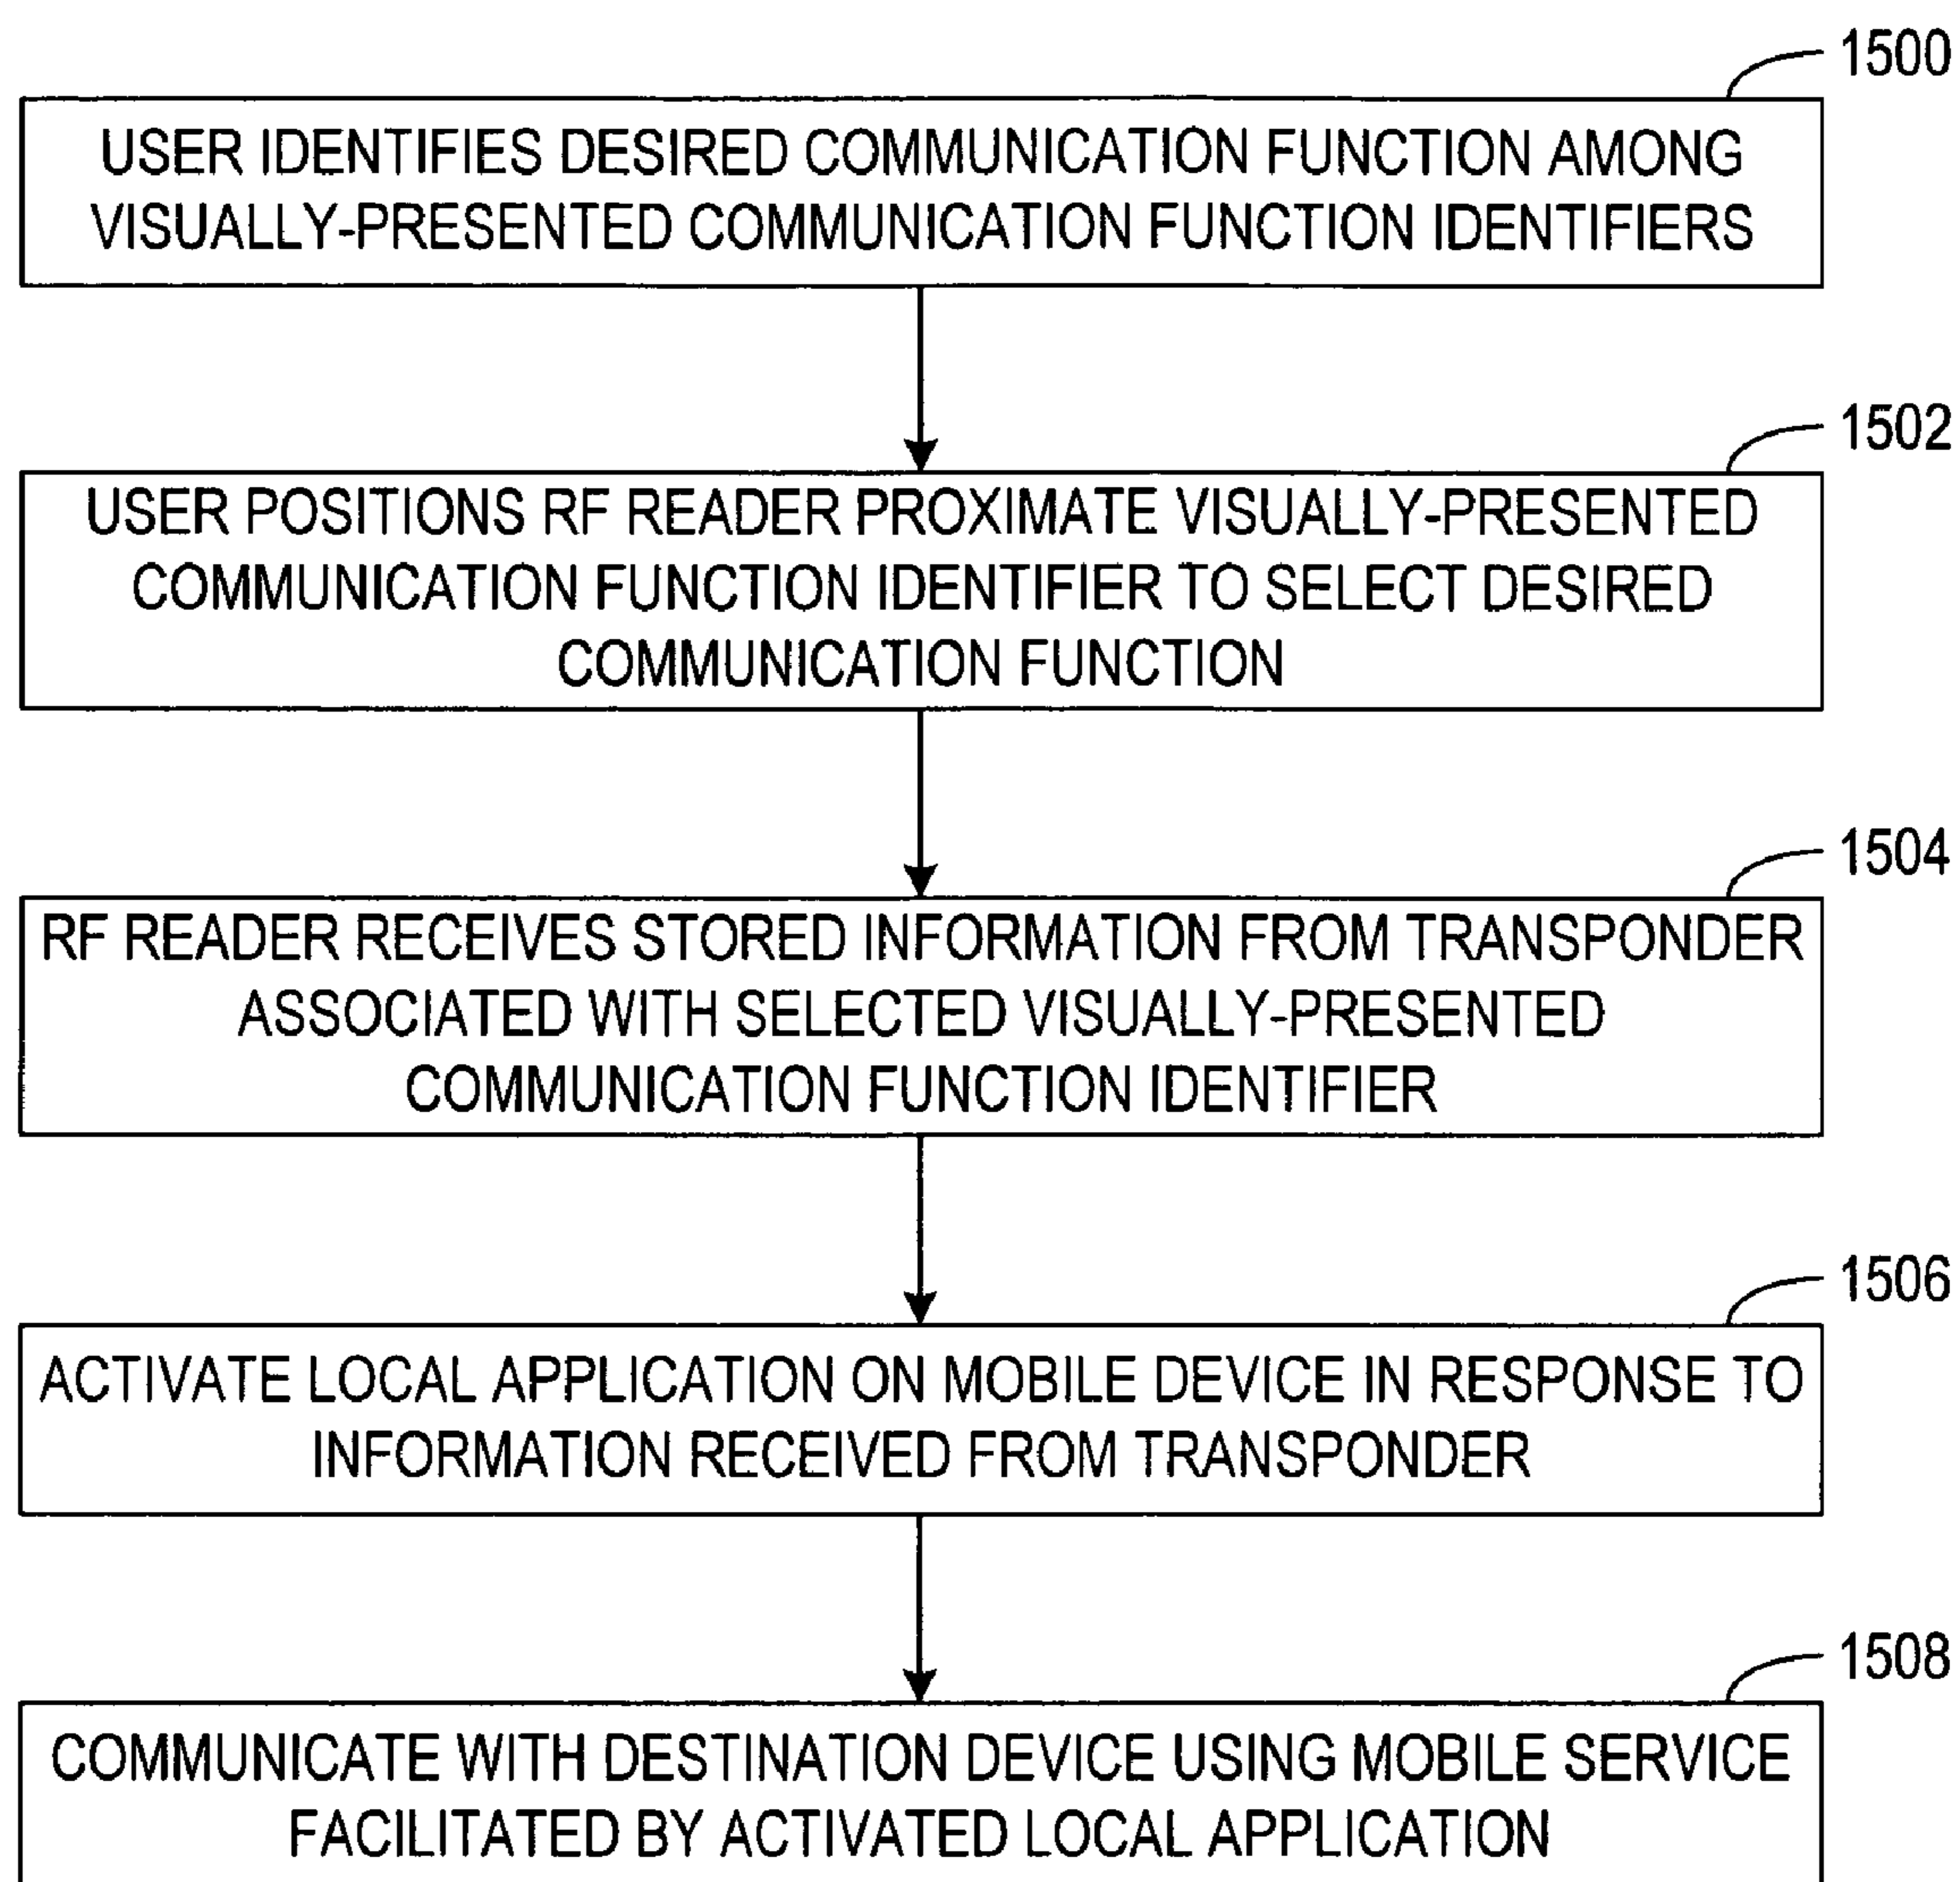 1500
USER IDENTIFIES DESIRED COMMUNICATION FUNCTION AMONG
VISUALLY-PRESENTED COMMUNICATION FUNCTION IDENTIFIERS
1502
USER POSITIONS RF READER PROXIMATE VISUALLY-PRESENTED
COMMUNICATION FUNCTION IDENTIFIER TO SELECT DESIRED
COMMUNICATION FUNCTION
1504
RF READER RECEIVES STORED INFORMATION FROM TRANSPONDER
ASSOCIATED WITH SELECTED VISUALLY-PRESENTED
COMMUNICATION FUNCTION IDENTIFIER
1506
ACTIVATE LOCAL APPLICATION ON MOBILE DEVICE IN RESPONSE TO
INFORMATION RECEIVED FROM TRANSPONDER
1508
COMMUNICATE WITH DESTINATION DEVICE USING MOBILE SERVICE
FACILITATED BY ACTIVATED LOCAL APPLICATION